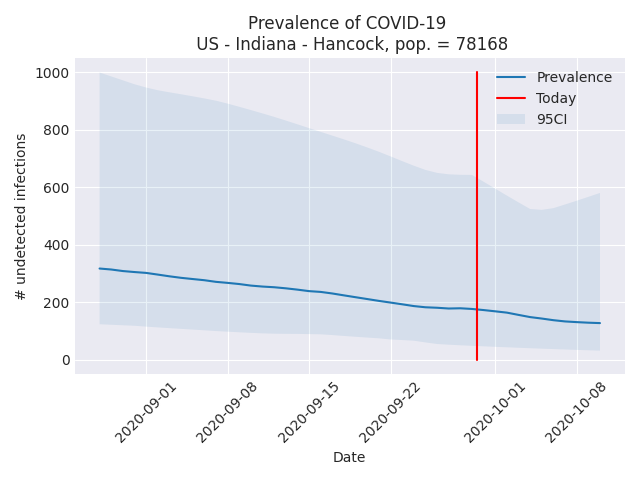 Prevalence of COVID-19
US - Indiana - Hancock, pop. = 78168
Prevalence
Today
95CI
# undetected infections
1000
800
600
400
200
0
2020-09-01
2020-09-08
2020-09-15
2020-09-22
2020-10-01
2020-10-08
Date